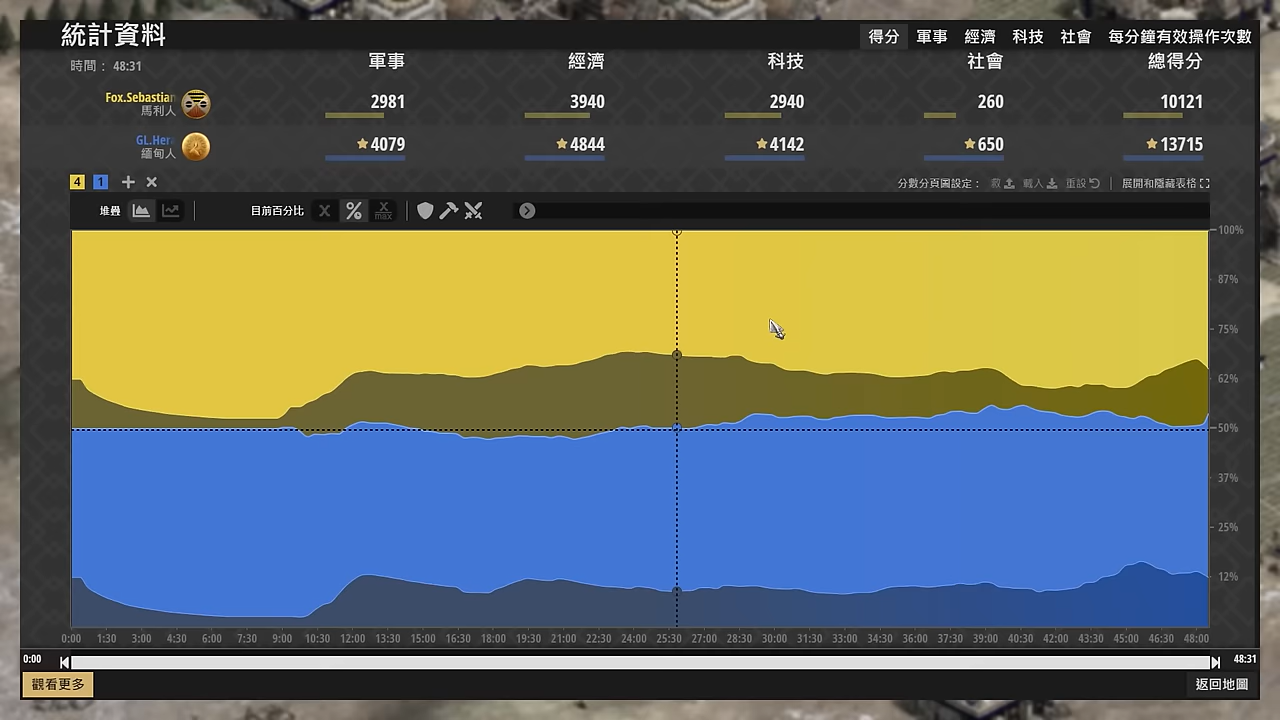 統計資料
得分 軍事 經濟 科技 社會 每分鐘有效操作次數
時間： 48:31
軍事 經濟 科技 社會 總得分
Fox.Sebastian 2981 3940 2940 260 10121
馬利人
GL.Hera 4079 4844 4142 650 13715
緬甸人
4 1
分數分頁圖設定： 載入 重設 展開和隱藏表格
堆疊 目前百分比 X % X max
100%
87%
75%
62%
50%
37%
25%
12%
0:00 1:30 3:00 4:30 6:00 7:30 9:00 10:30 12:00 13:30 15:00 16:30 18:00 19:30 21:00 22:30 24:00 25:30 27:00 28:30 30:00 31:30 33:00 34:30 36:00 37:30 39:00 40:30 42:00 43:30 45:00 46:30 48:00
0:00 48:31
觀看更多 返回地圖